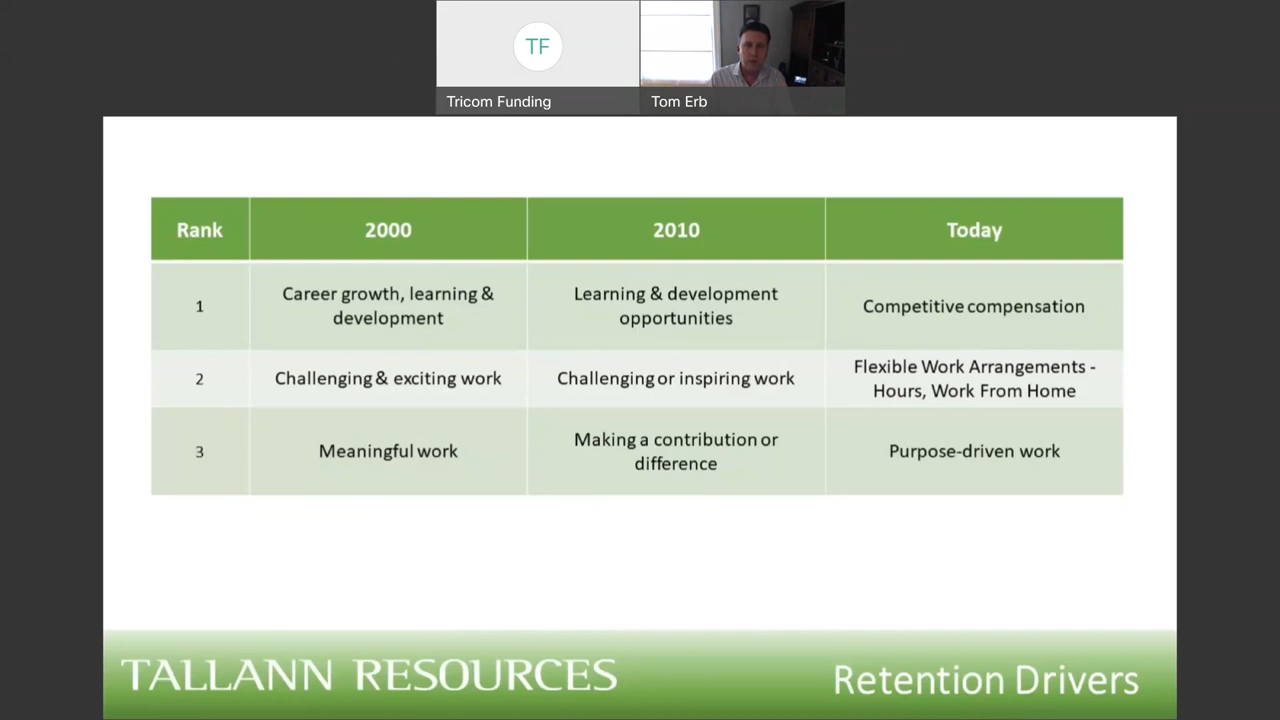 TF
Tricom Funding
Tom Erb
Rank
2000
2010
Today
1
Career growth, learning &
development
Learning & development
opportunities
Competitive compensation
2
Challenging & exciting work
Challenging or inspiring work
Flexible Work Arrangements -
Hours, Work From Home
3
Meaningful work
Making a contribution or
difference
Purpose-driven work
TALLANN RESOURCES
Retention Drivers